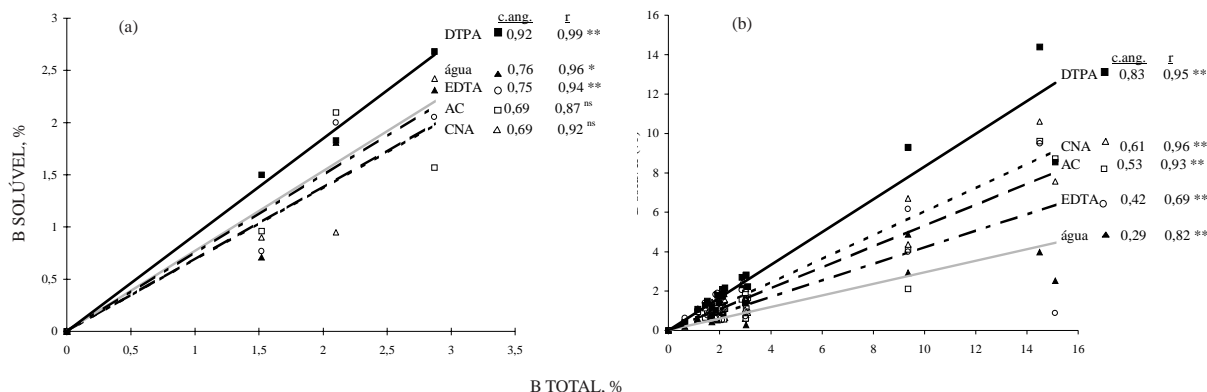 (a)
c.ang. r
DTPA 0,92 0,99 **
água 0,76 0,96 *
EDTA 0,75 0,94 **
AC 0,69 0,87 ns
CNA 0,69 0,92 ns
3
2,5
2
1,5
1
0,5
0
B SOLÚVEL, %
0 0,5 1 1,5 2 2,5 3 3,5
(b)
c.ang. r
DTPA 0,83 0,95 **
CNA 0,61 0,96 **
AC 0,53 0,93 **
EDTA 0,42 0,69 **
água 0,29 0,82 **
16
14
12
10
8
6
4
2
0
0 2 4 6 8 10 12 14 16
B TOTAL, %